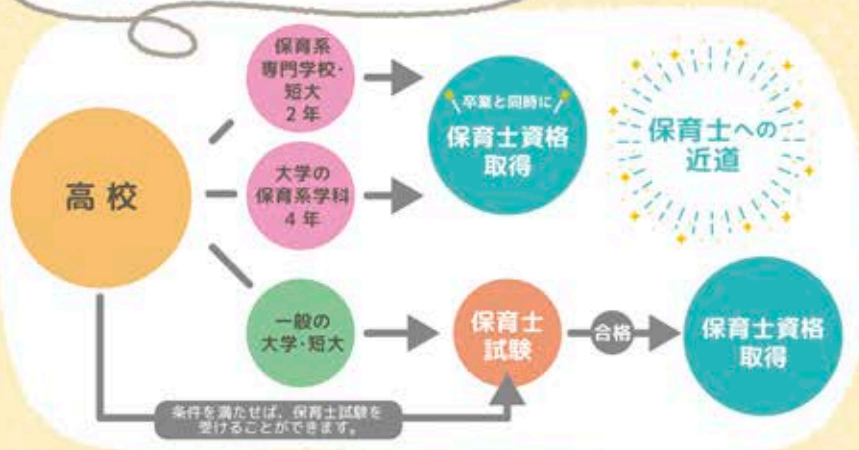 高校
保育系
専門学校・
短大
2年
大学の
保育系学科
4年
一般の
大学・短大
卒業と同時に
保育士資格
取得
保育士への
近道
保育士
試験
合格
保育士資格
取得
条件を満たせば、保育士試験を
受けることができます。